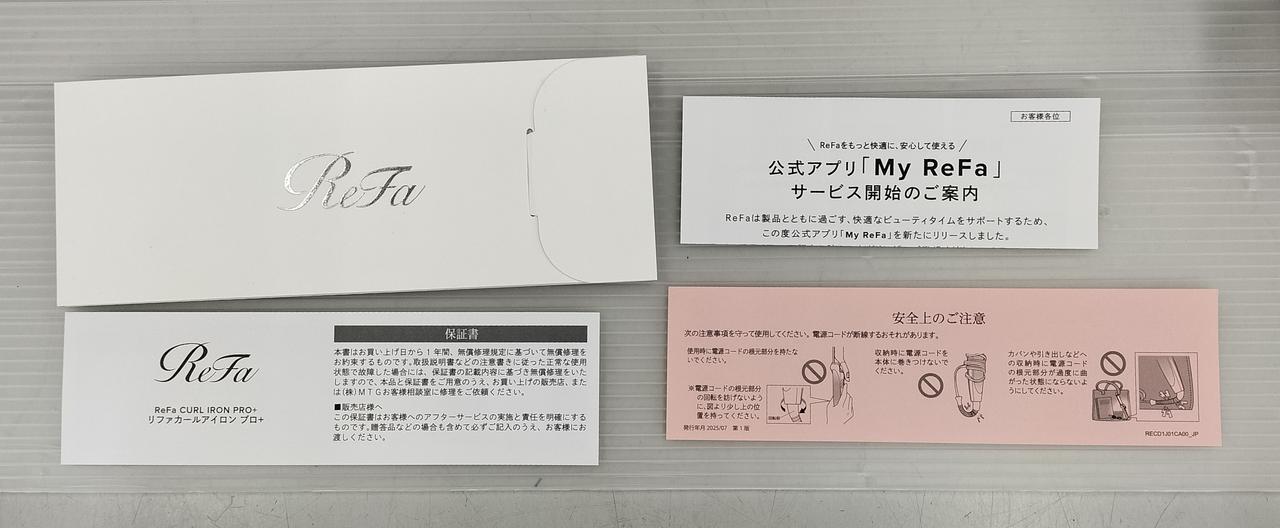 ReFa
お客様各位
ReFaをもっと快適に、安心して使える
公式アプリ「My ReFa」
サービス開始のご案内
ReFaは製品とともに過ごす、快適なビューティタイムをサポートするため、
この度公式アプリ「My ReFa」を新たにリリースしました。
ReFa
ReFa CURL IRON PRO+
リファカールアイロン プロ+
保証書
本書はお買い上げ日から1年間、無償修理規定に基づいて無償修理を
お約束するものです。取扱説明書などの注意書きに従った正常な使用
状態で故障した場合には、保証書の記載内容に基づき無償修理をいた
しますので、本品と保証書をご用意のうえ、お買い上げの販売店、また
は(株)MTGお客様相談室に修理をご依頼ください。
■販売店様へ
この保証書はお客様へのアフターサービスの実施と責任を明確にする
ものです。贈答品などの場合も含めて必ずご記入のうえ、お客様にお
渡しください。
安全上のご注意
次の注意事項を守って使用してください。電源コードが断線するおそれがあります。
使用時に電源コードの根元部分を持たな
いでください。
※電源コードの根元部分
の回転を妨げないよう
に、図より少し上の位
置を持ってください。
回転軸
収納時に電源コードを
本体に巻きつけないで
ください。
カバンや引き出しなどへ
の収納時に電源コード
の根元部分が過度に曲
がった状態にならないよ
うにしてください。
発行年月 2025/07 第1版
RECD1J01CA00_JP